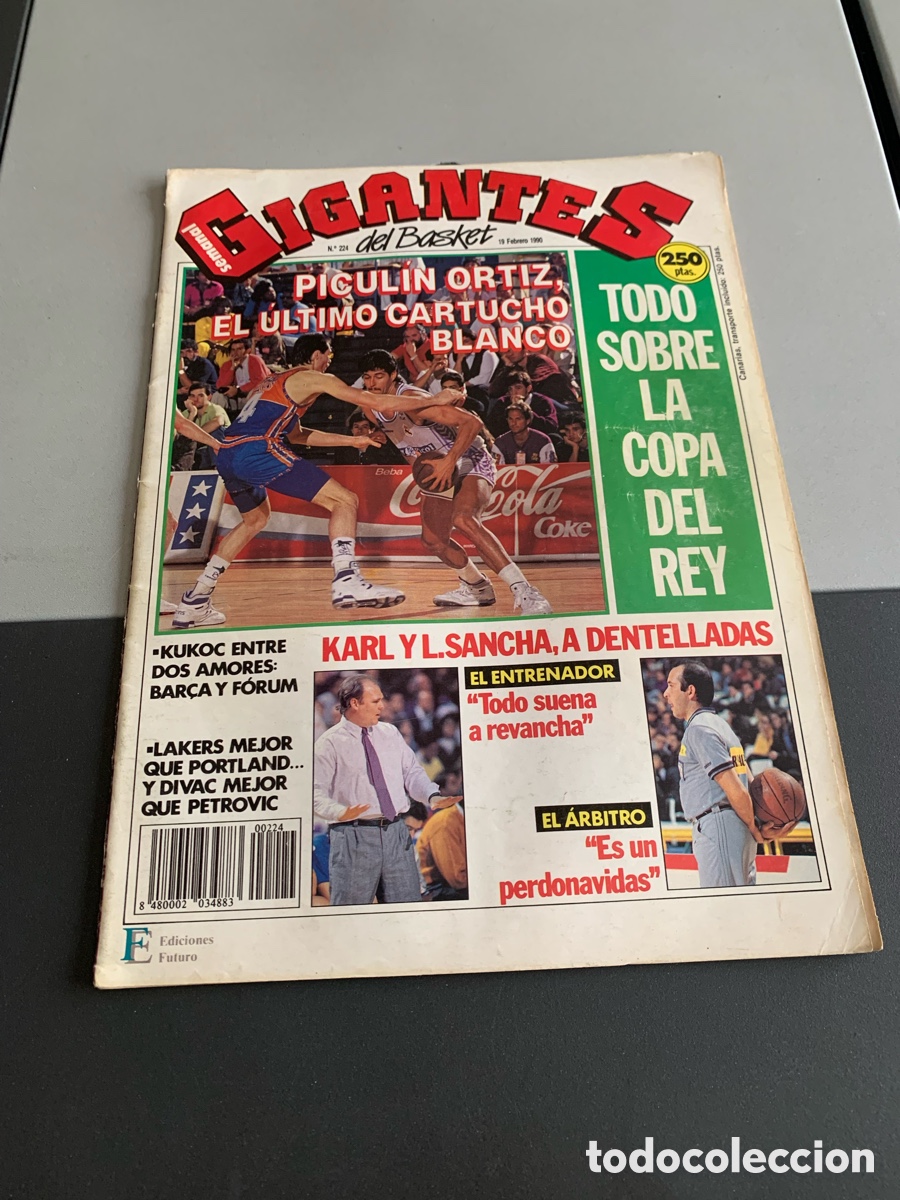 GIGANTES
semanal
del Basket
N.º 224
19 Febrero 1990
250
ptas.
Canarias, transporte incluido: 250 ptas.
PICULÍN ORTIZ,
EL ÚLTIMO CARTUCHO
BLANCO
TODO
SOBRE
LA
COPA
DEL
REY
4
Beba
Coca-Cola
Coke
KARL Y L.SANCHA, A DENTELLADAS
▪KUKOC ENTRE
DOS AMORES:
BARÇA Y FÓRUM
▪LAKERS MEJOR
QUE PORTLAND...
Y DIVAC MEJOR
QUE PETROVIC
EL ENTRENADOR
“Todo suena
a revancha”
EL ÁRBITRO
“Es un
perdonavidas”
00224
8 480002 034883
FE Ediciones
Futuro
todocoleccion